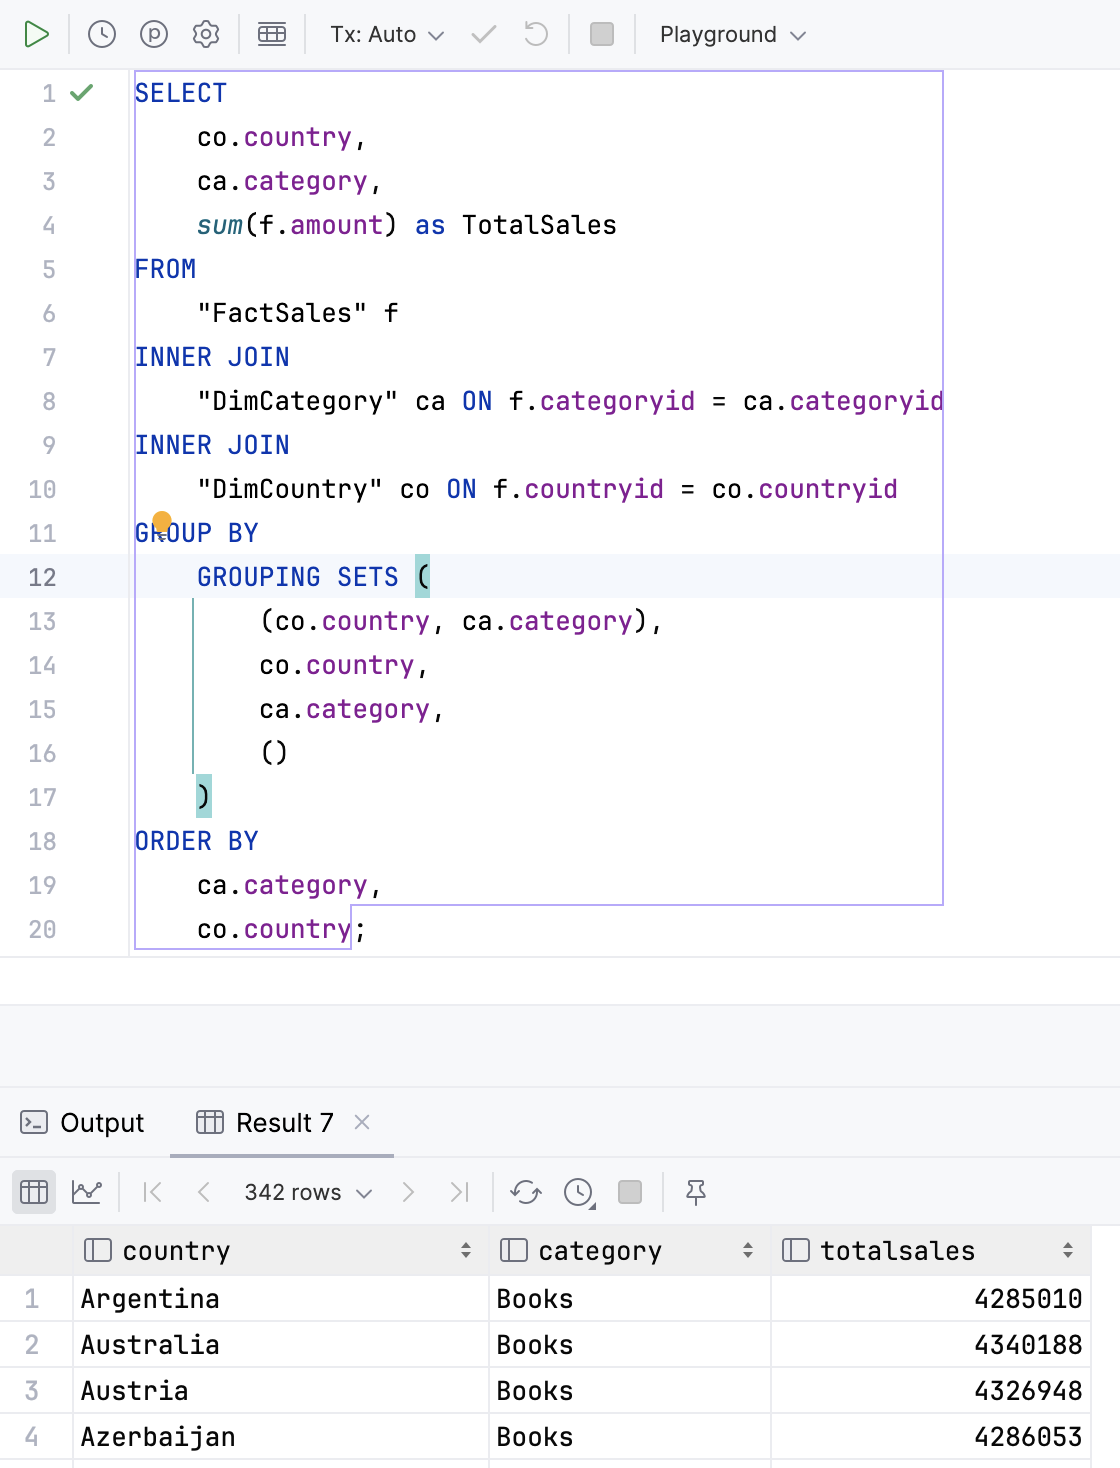 Tx: Auto Playground
1 SELECT
2 co.country,
3 ca.category,
4 sum(f.amount) as TotalSales
5 FROM
6 "FactSales" f
7 INNER JOIN
8 "DimCategory" ca ON f.categoryid = ca.categoryid
9 INNER JOIN
10 "DimCountry" co ON f.countryid = co.countryid
11 GROUP BY
12 GROUPING SETS (
13 (co.country, ca.category),
14 co.country,
15 ca.category,
16 ()
17 )
18 ORDER BY
19 ca.category,
20 co.country;
Output Result 7
342 rows
country category totalsales
1 Argentina Books 4285010
2 Australia Books 4340188
3 Austria Books 4326948
4 Azerbaijan Books 4286053